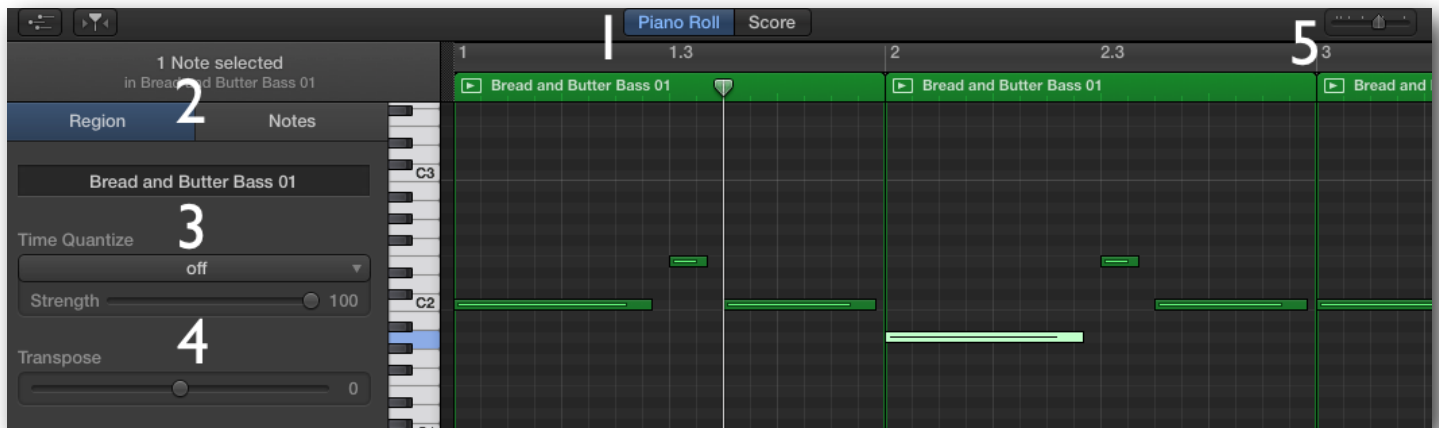 1 Piano Roll Score
1 Note selected
in Bread and Butter Bass 01
2
Region Notes
Bread and Butter Bass 01
3
Time Quantize
off
Strength 100
4
Transpose
0
5
1 1.3 2 2.3 3
Bread and Butter Bass 01 Bread and Butter Bass 01 Bread and
C3
C2